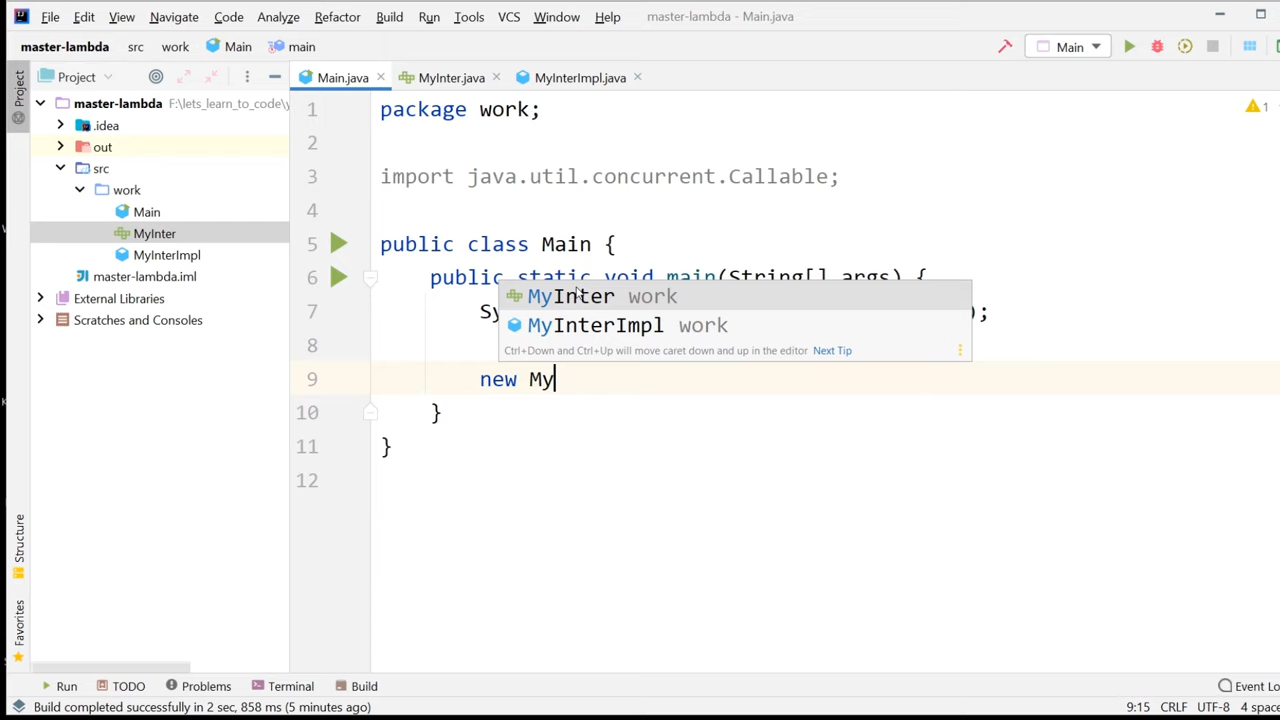 File Edit View Navigate Code Analyze Refactor Build Run Tools VCS Window Help master-lambda - Main.java
master-lambda src work Main main Main
Project Main.java MyInter.java MyInterImpl.java
Project
master-lambda F:\lets_learn_to_code\y
.idea
out
src
work
Main
MyInter
MyInterImpl
master-lambda.iml
External Libraries
Scratches and Consoles
Structure
Favorites
1 package work;
2
3 import java.util.concurrent.Callable;
4
5 public class Main {
6 public static void main(String[] args) {
7 Sy );
8
9 new My
10 }
11 }
12
1
MyInter work
MyInterImpl work
Ctrl+Down and Ctrl+Up will move caret down and up in the editor Next Tip
Run TODO Problems Terminal Build Event Lo
Build completed successfully in 2 sec, 858 ms (5 minutes ago) 9:15 CRLF UTF-8 4 space